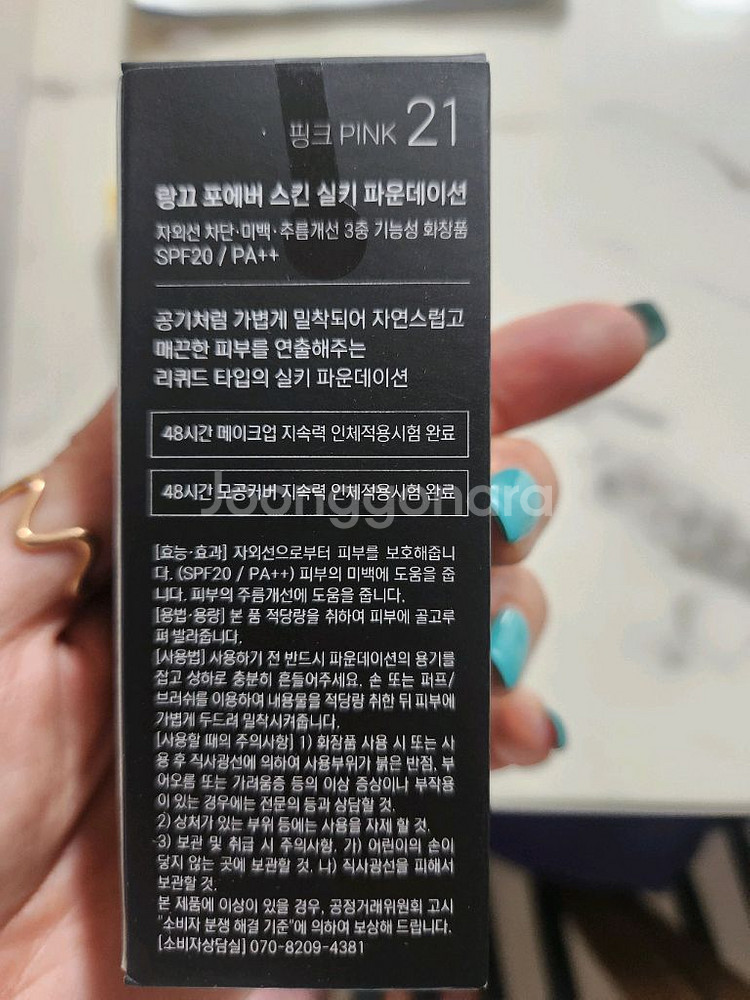 핑크 PINK 21
랑끄 포에버 스킨 실키 파운데이션
자외선 차단·미백·주름개선 3종 기능성 화장품
SPF20 / PA++
공기처럼 가볍게 밀착되어 자연스럽고
매끈한 피부를 연출해주는
리퀴드 타입의 실키 파운데이션
48시간 메이크업 지속력 인체적용시험 완료
48시간 모공커버 지속력 인체적용시험 완료
Joonggonara
[효능·효과] 자외선으로부터 피부를 보호해줍니
다. (SPF20 / PA++) 피부의 미백에 도움을 줍
니다. 피부의 주름개선에 도움을 줍니다.
[용법·용량] 본 품 적당량을 취하여 피부에 골고루
펴 발라줍니다.
[사용법] 사용하기 전 반드시 파운데이션의 용기를
잡고 상하로 충분히 흔들어주세요. 손 또는 퍼프/
브러쉬를 이용하여 내용물을 적당량 취한 뒤 피부에
가볍게 두드려 밀착시켜줍니다.
[사용할 때의 주의사항] 1) 화장품 사용 시 또는 사
용 후 직사광선에 의하여 사용부위가 붉은 반점, 부
어오름 또는 가려움증 등의 이상 증상이나 부작용
이 있는 경우에는 전문의 등과 상담할 것.
2) 상처가 있는 부위 등에는 사용을 자제 할 것.
3) 보관 및 취급 시 주의사항. 가) 어린이의 손이
닿지 않는 곳에 보관할 것. 나) 직사광선을 피해서
보관할 것.
본 제품에 이상이 있을 경우, 공정거래위원회 고시
"소비자 분쟁 해결 기준"에 의하여 보상해 드립니다.
[소비자상담실] 070-8209-4381